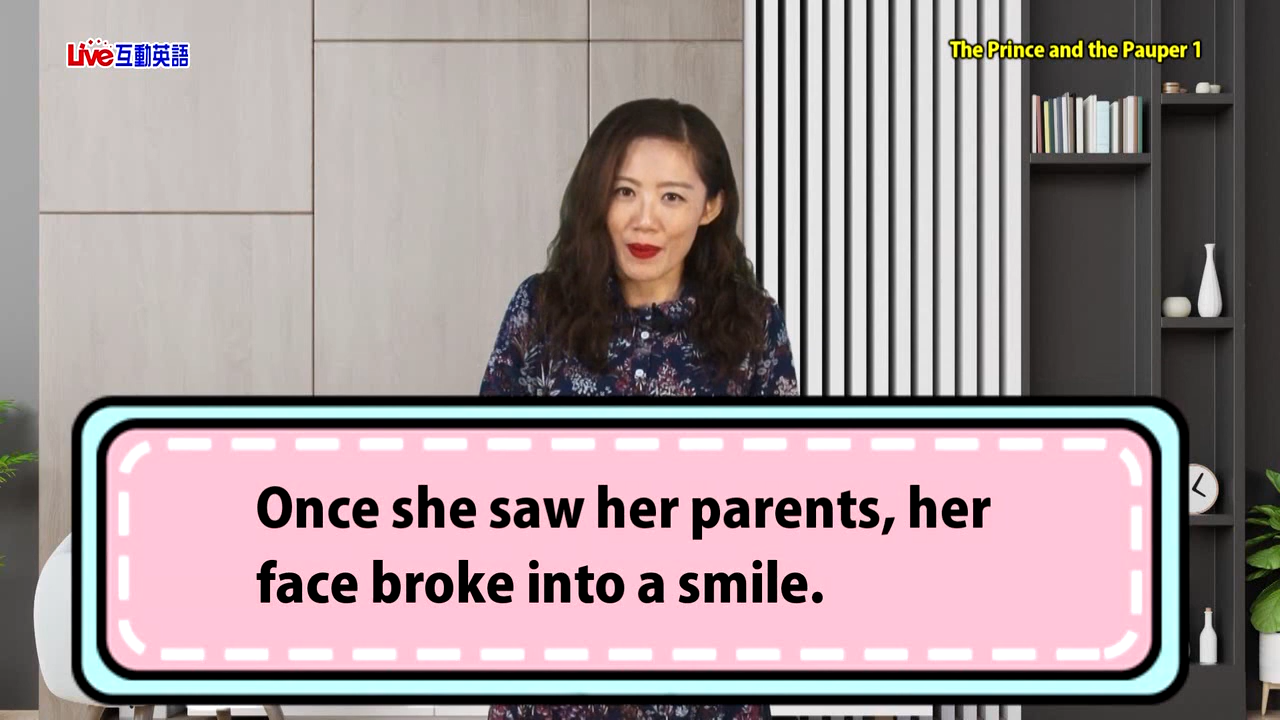 Live互動英語
The Prince and the Pauper 1
Once she saw her parents, her
face broke into a smile.